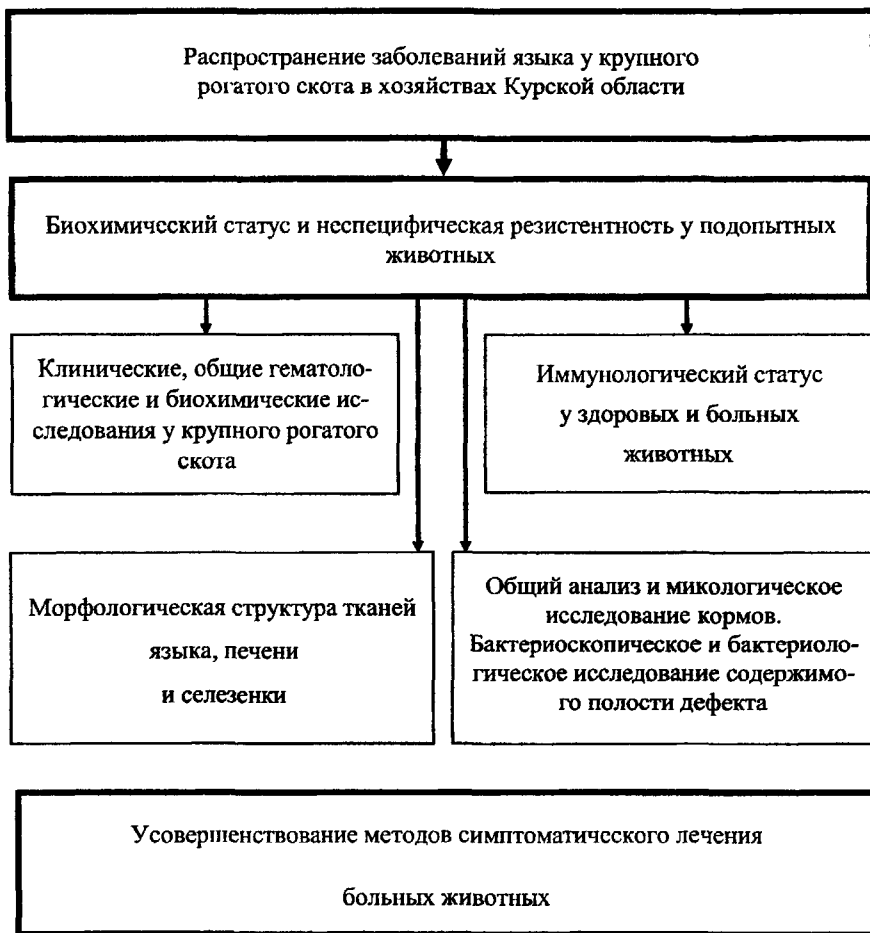 Распространение заболеваний языка у крупного
рогатого скота в хозяйствах Курской области
Биохимический статус и неспецифическая резистентность у подопытных
животных
Клинические, общие гематоло-
гические и биохимические ис-
следования у крупного рогатого
скота
Иммунологический статус
у здоровых и больных
животных
Морфологическая структура тканей
языка, печени
и селезенки
Общий анализ и микологическое
исследование кормов.
Бактериоскопическое и бактериоло-
гическое исследование содержимо-
го полости дефекта
Усовершенствование методов симптоматического лечения
больных животных